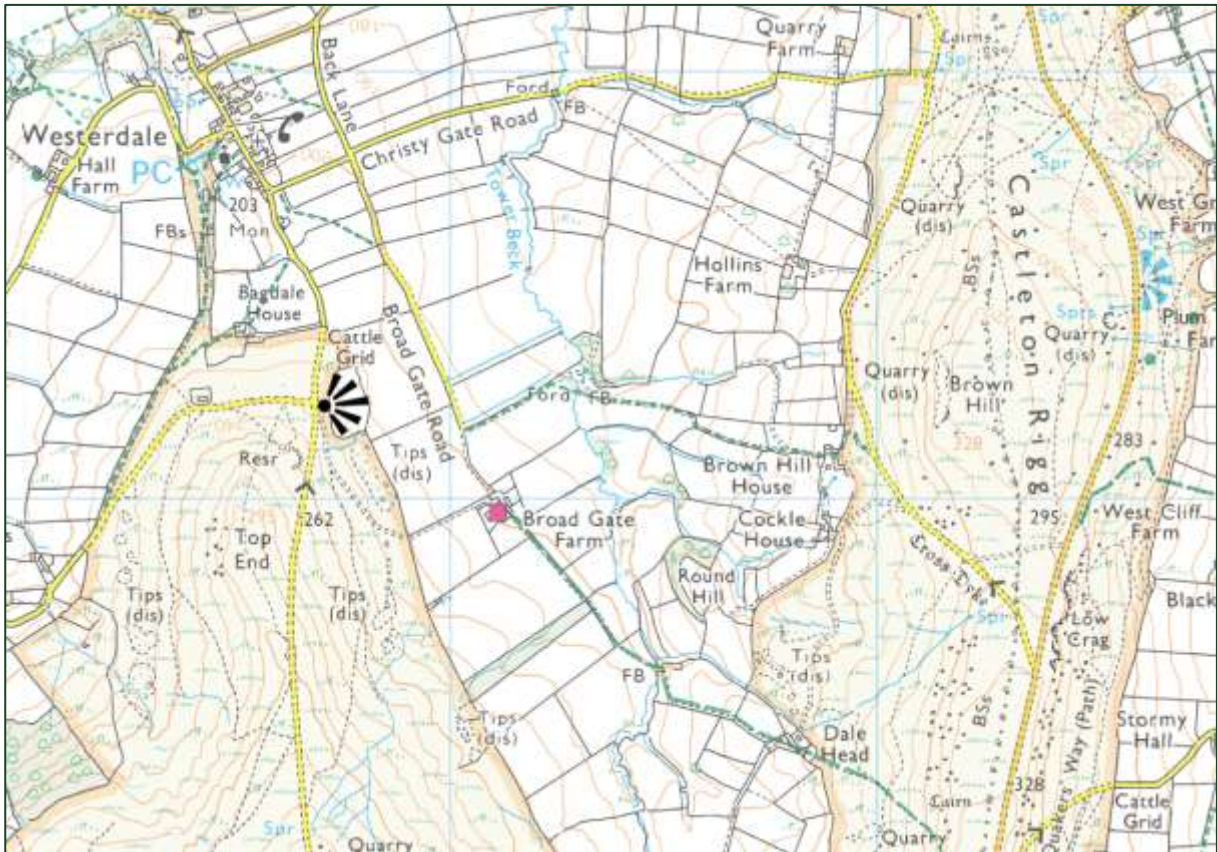 Quarry
Farm
Spr
Cairns
Spr
Back Lane
Ford
FB
Christy Gate Road
Westerdale
Hall
Farm
PC
203
Mon
FBs
Tower Beck
Castleton Rigg
Spr
Spr
Quarry
(dis)
BSs
West Gr
Farm
Spr
Hollins
Farm
Bagdale
House
Cattle
Grid
Broad Gate Road
Sprs
Quarry
(dis)
Plum
Far
Quarry
(dis)
Brown
Hill
328
Ford
FB
283
Resr
Tips
(dis)
Brown Hill
House
295
West Cliff
Farm
262
Top
End
Broad Gate
Farm
Cockle
House
Cross Dyke
Round
Hill
Tips
(dis)
Tips
(dis)
Spr
Low
Crag
Black
FB
Tips
(dis)
BSs
Tips
(dis)
Dale
Head
Stormy
Hall
Quakers Way (Path)
328
Cairn
Cattle
Grid
Spr
Quarry
Quarry